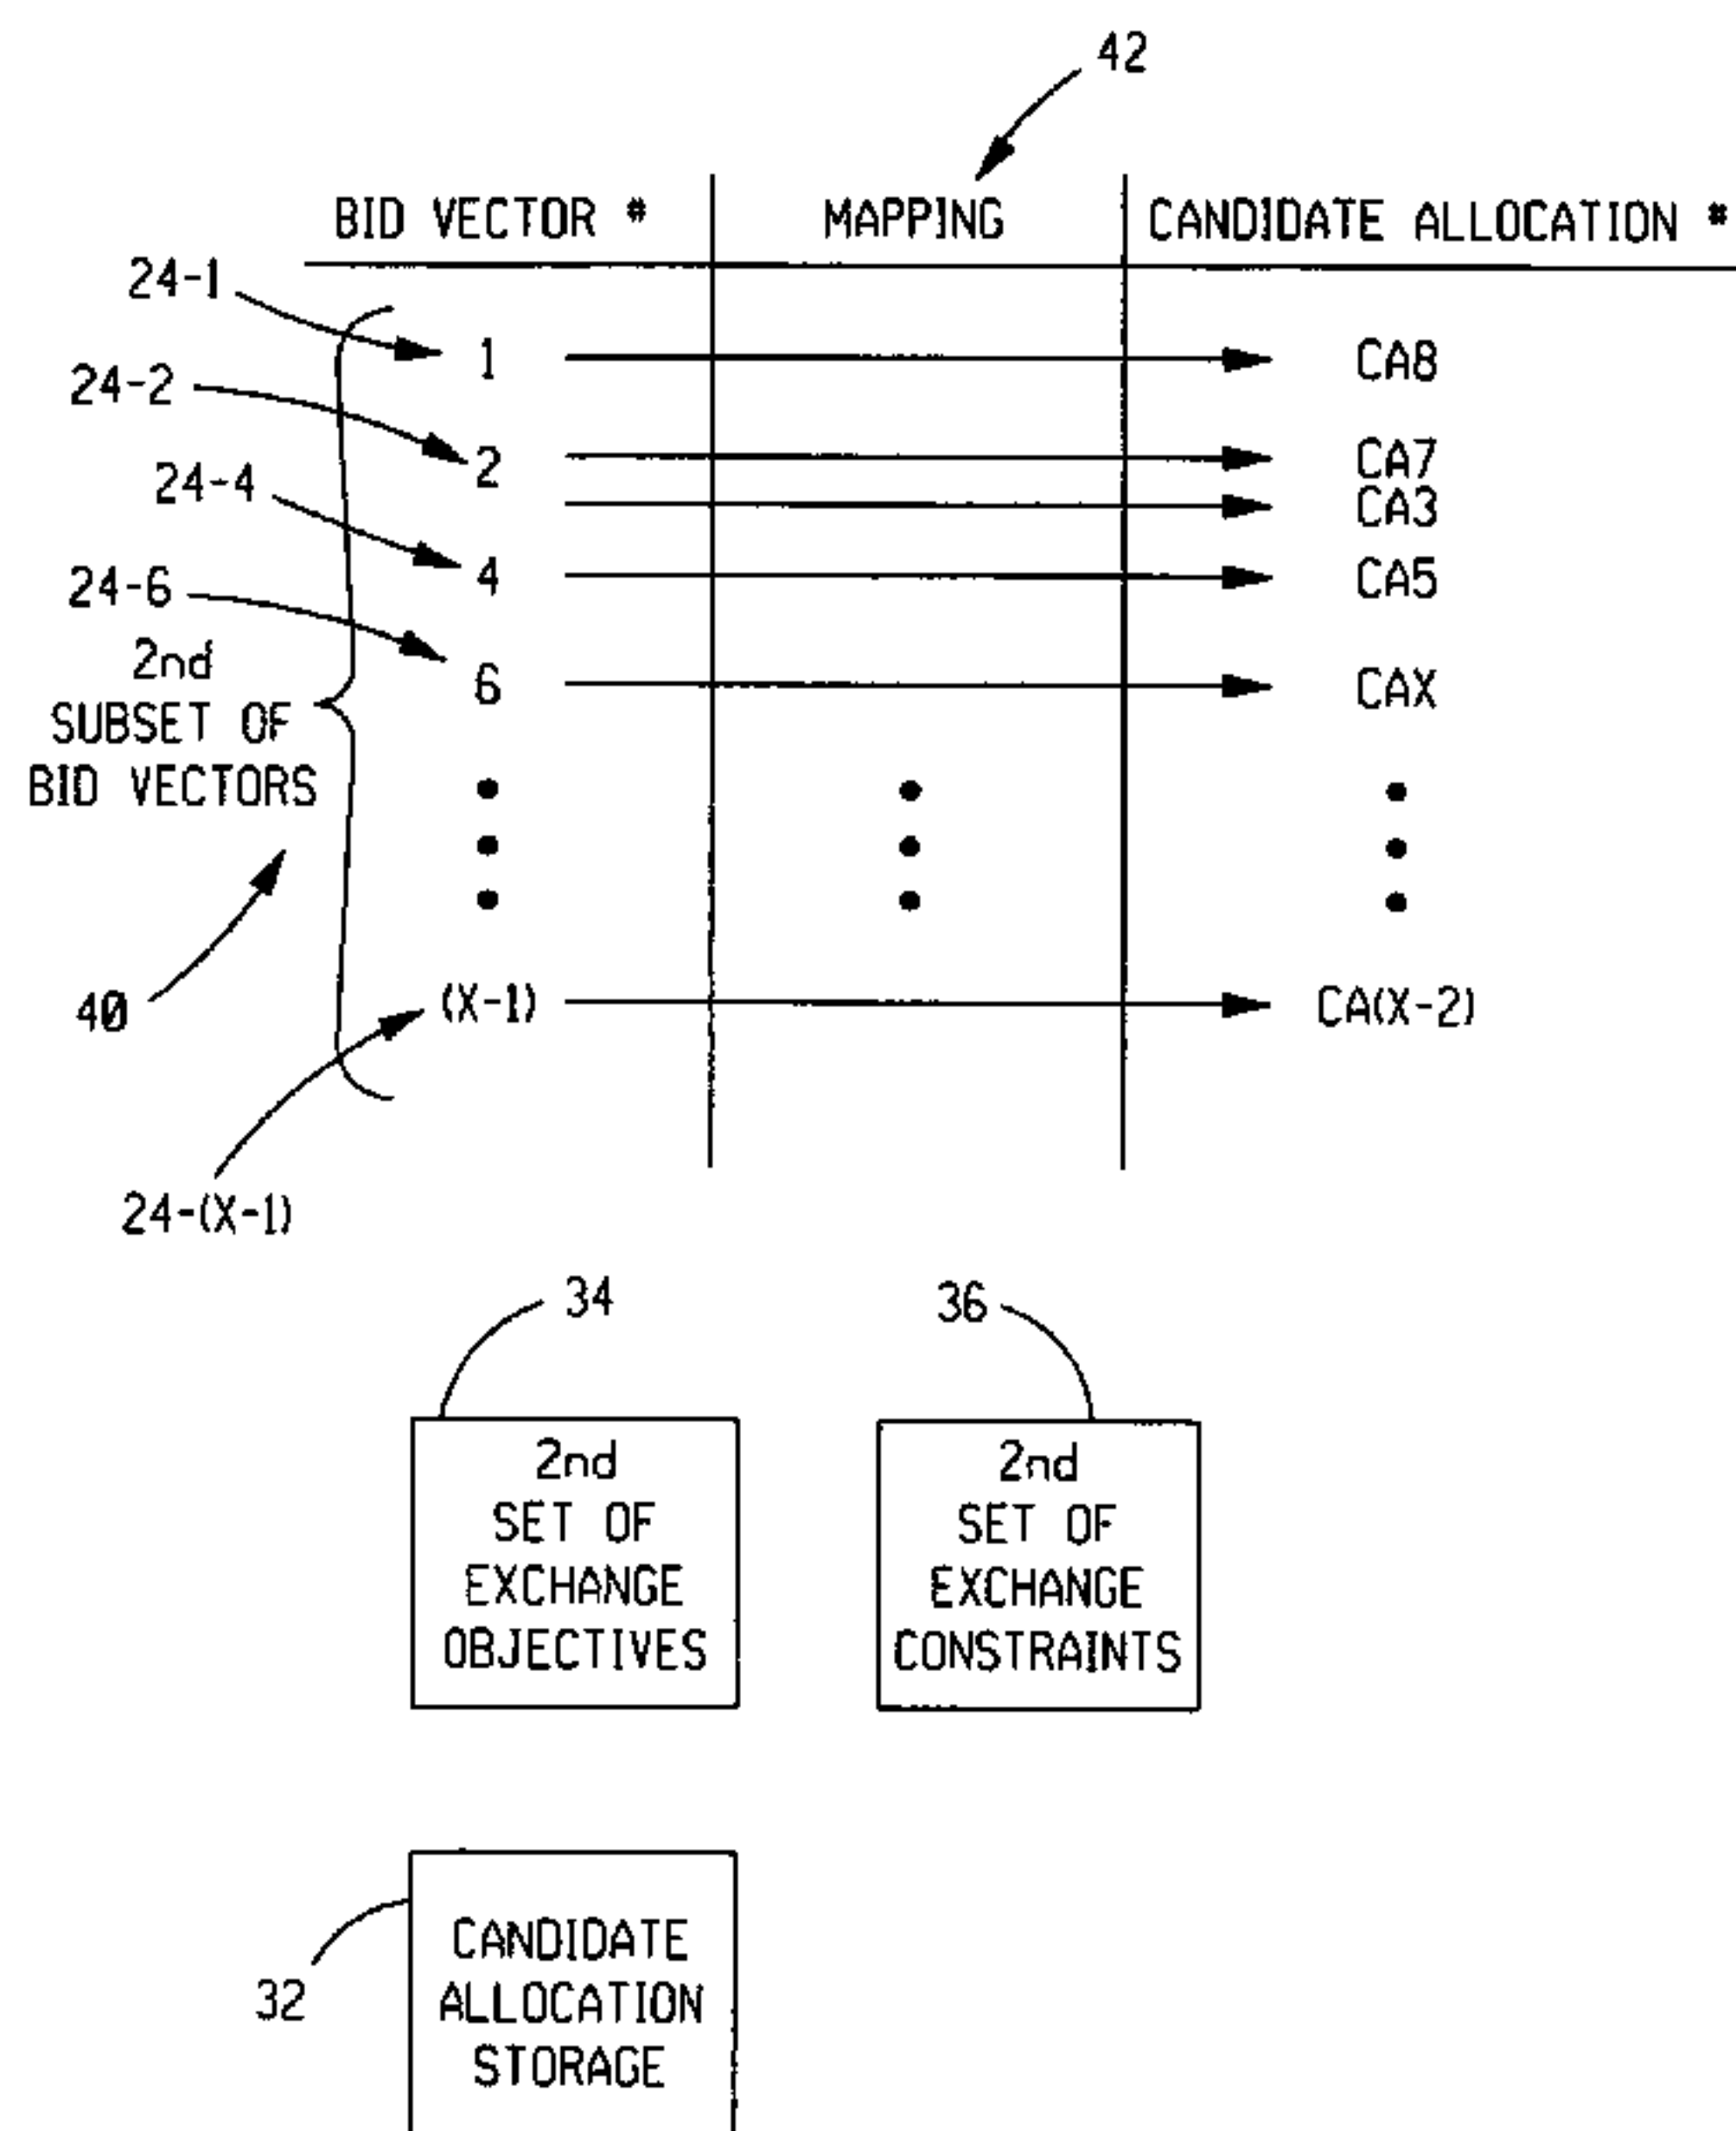 42
BID VECTOR # MAPPING CANDIDATE ALLOCATION #
24-1 1 CA8
24-2 2 CA7
24-4 CA3
4 CA5
24-6 6 CAX
2nd
SUBSET OF
BID VECTORS
40 (X-1) CA(X-2)
24-(X-1)
34 36
2nd
SET OF
EXCHANGE
OBJECTIVES
2nd
SET OF
EXCHANGE
CONSTRAINTS
32
CANDIDATE
ALLOCATION
STORAGE